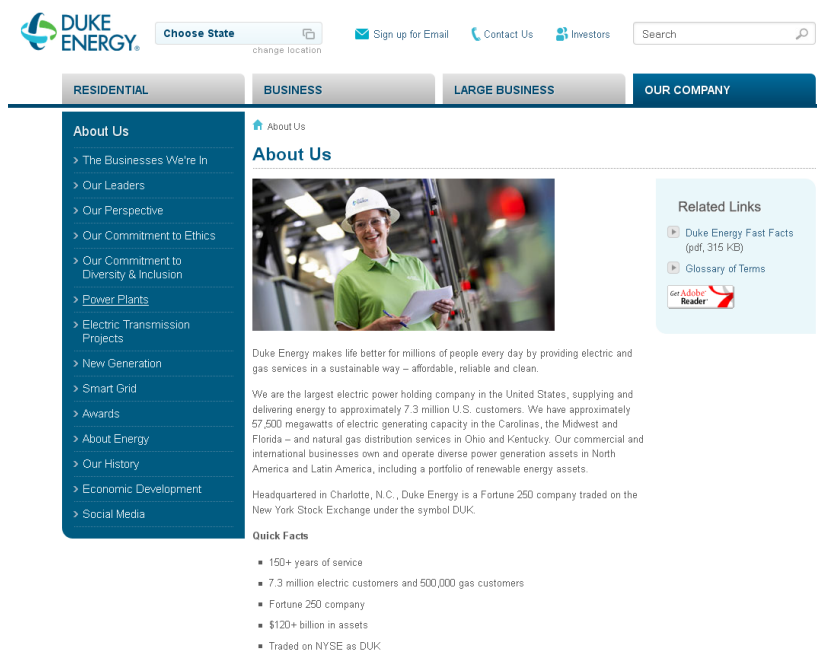 DUKE
ENERGY®
Choose State
change location
Sign up for Email
Contact Us
Investors
Search
RESIDENTIAL
BUSINESS
LARGE BUSINESS
OUR COMPANY
About Us
> The Businesses We're In
> Our Leaders
> Our Perspective
> Our Commitment to Ethics
> Our Commitment to
Diversity & Inclusion
> Power Plants
> Electric Transmission
Projects
> New Generation
> Smart Grid
> Awards
> About Energy
> Our History
> Economic Development
> Social Media
About Us
About Us
Duke Energy makes life better for millions of people every day by providing electric and
gas services in a sustainable way – affordable, reliable and clean.
We are the largest electric power holding company in the United States, supplying and
delivering energy to approximately 7.3 million U.S. customers. We have approximately
57,500 megawatts of electric generating capacity in the Carolinas, the Midwest and
Florida – and natural gas distribution services in Ohio and Kentucky. Our commercial and
international businesses own and operate diverse power generation assets in North
America and Latin America, including a portfolio of renewable energy assets.
Headquartered in Charlotte, N.C., Duke Energy is a Fortune 250 company traded on the
New York Stock Exchange under the symbol DUK.
Quick Facts
▪ 150+ years of service
▪ 7.3 million electric customers and 500,000 gas customers
▪ Fortune 250 company
▪ $120+ billion in assets
▪ Traded on NYSE as DUK
Related Links
Duke Energy Fast Facts
(pdf, 315 KB)
Glossary of Terms
Get Adobe®
Reader®